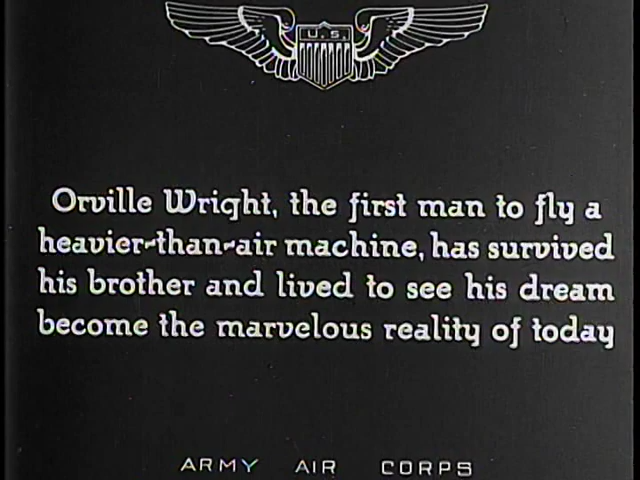 U.S.
Orville Wright, the first man to fly a
heavier-than-air machine, has survived
his brother and lived to see his dream
become the marvelous reality of today
ARMY AIR CORPS